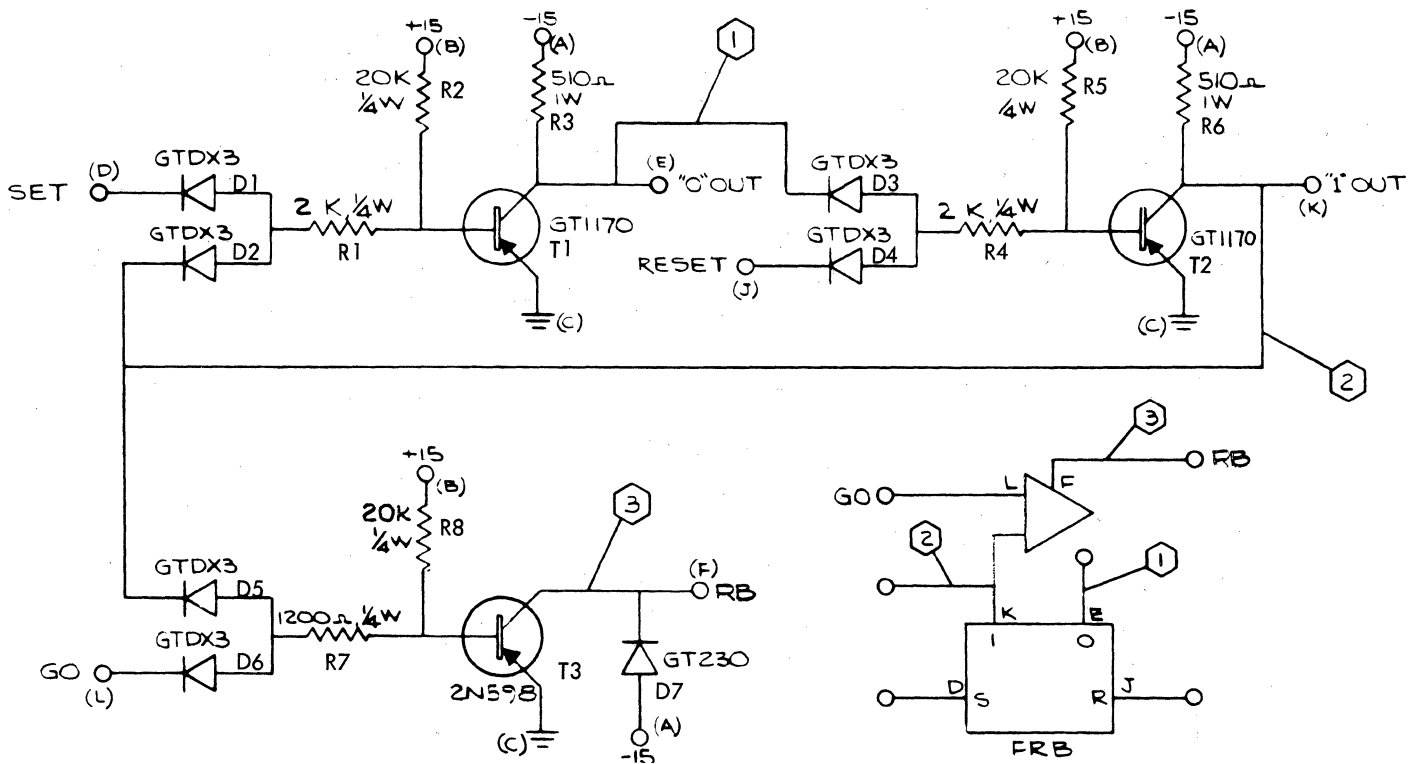 +15
(B)
-15
(A)
1
+15
(B)
-15
(A)
20K
¼W
R2
510Ω
1W
R3
20K
¼W
R5
510Ω
1W
R6
SET
(D)
GTDX3
D1
(E)
"0"OUT
GTDX3
D3
"1"OUT
(K)
2 K,¼W
R1
GTDX3
D2
GT1170
T1
2 K,¼W
R4
GTDX3
D4
GT1170
T2
RESET
(J)
(C)
(C)
2
+15
(B)
20K
¼W
R8
3
(F)
RB
GTDX3
D5
1200Ω ¼W
R7
GTDX3
D6
GO
(L)
2N598
T3
GT230
D7
(A)
-15
(C)
3
RB
L
F
GO
2
1
K
E
1
0
D
S
R
J
FRB